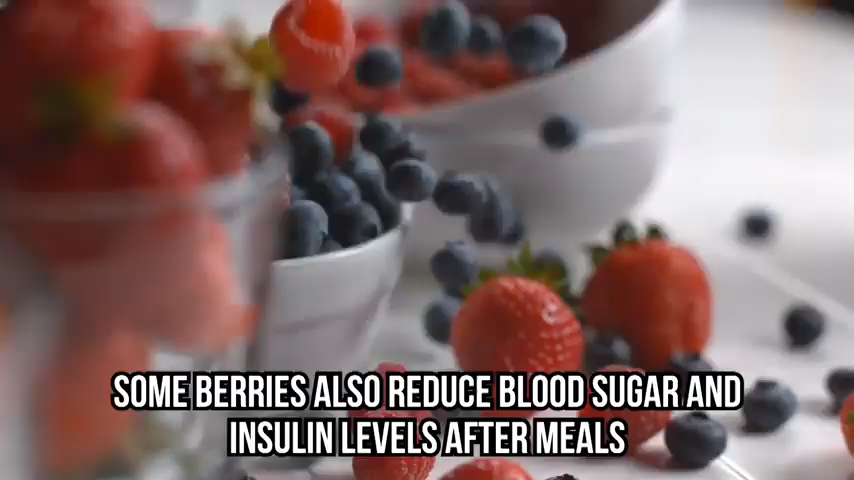 SOME BERRIES ALSO REDUCE BLOOD SUGAR AND
INSULIN LEVELS AFTER MEALS